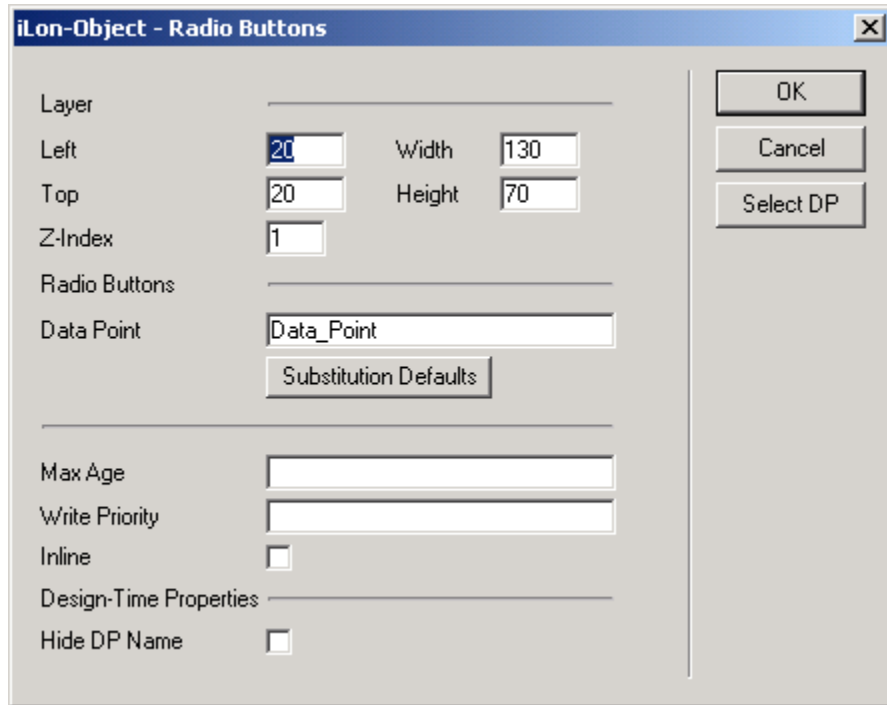 iLon-Object - Radio Buttons
Layer
Left 20 Width 130
Top 20 Height 70
Z-Index 1
Radio Buttons
Data Point Data_Point
Substitution Defaults
Max Age
Write Priority
Inline
Design-Time Properties
Hide DP Name
OK
Cancel
Select DP